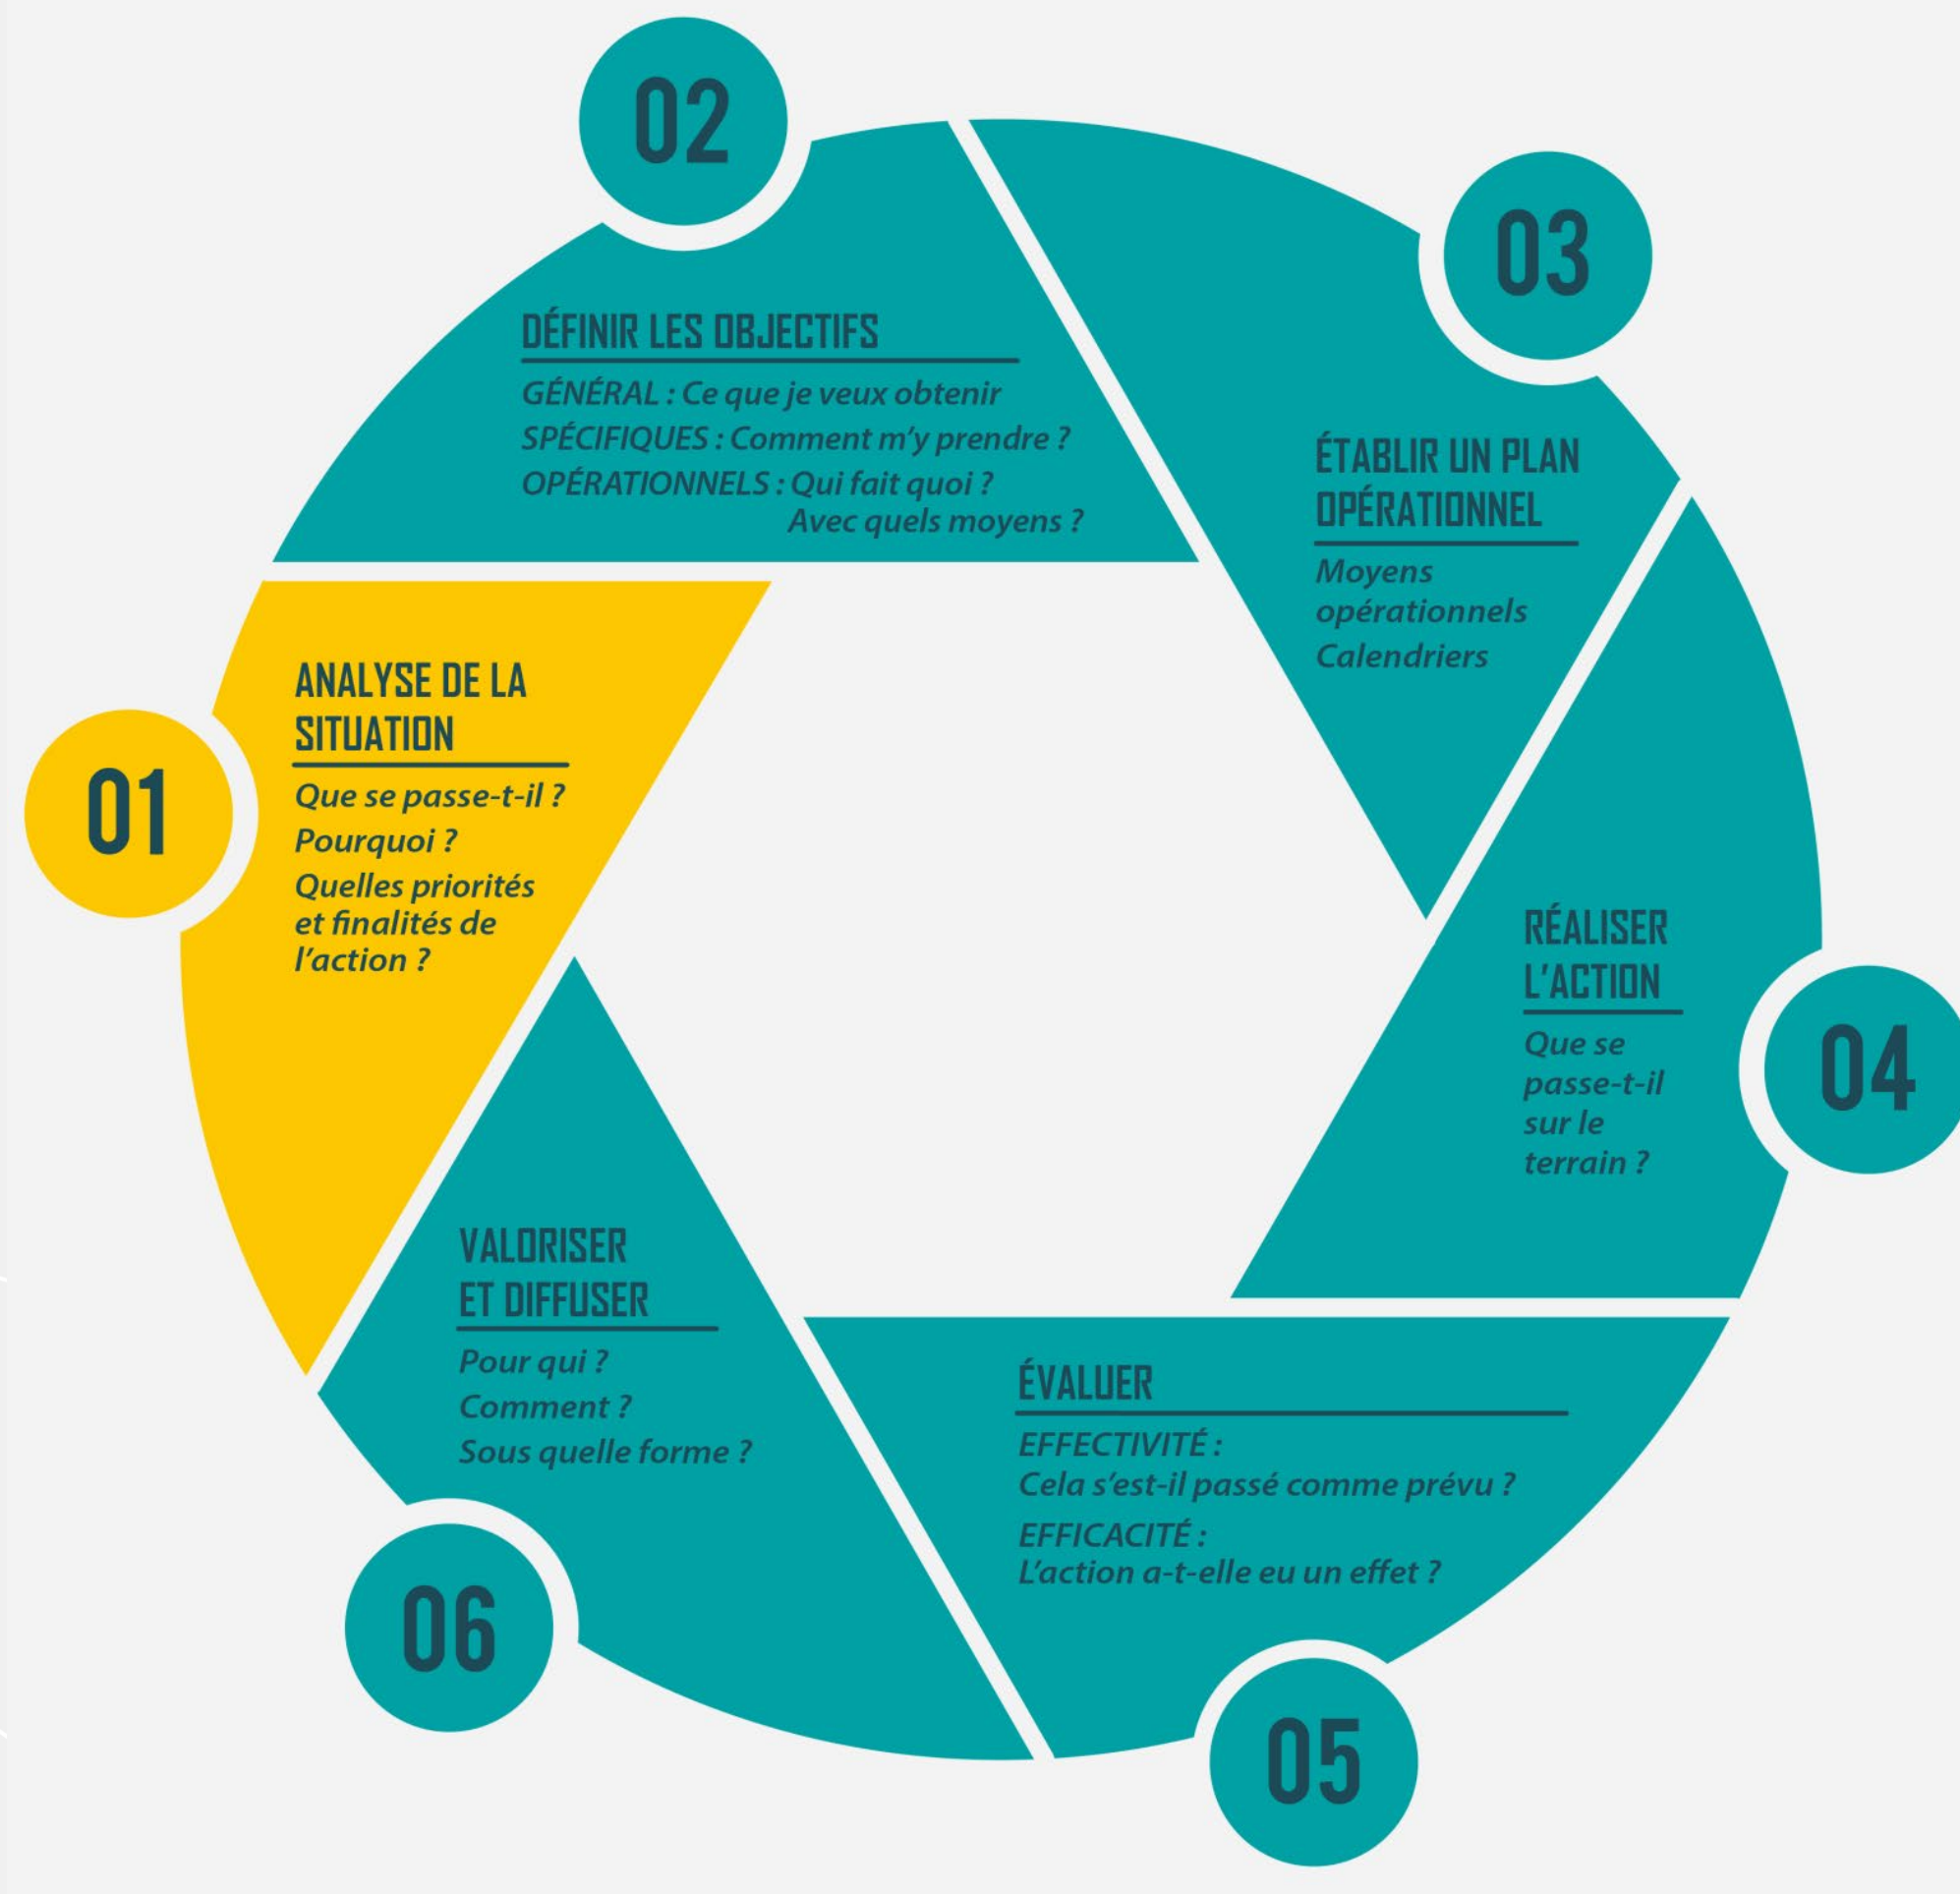 01
ANALYSE DE LA
SITUATION
Que se passe-t-il ?
Pourquoi ?
Quelles priorités
et finalités de
l'action ?
02
DÉFINIR LES OBJECTIFS
GÉNÉRAL : Ce que je veux obtenir
SPÉCIFIQUES : Comment m'y prendre ?
OPÉRATIONNELS : Qui fait quoi ?
Avec quels moyens ?
03
ÉTABLIR UN PLAN
OPÉRATIONNEL
Moyens
opérationnels
Calendriers
04
RÉALISER
L'ACTION
Que se
passe-t-il
sur le
terrain ?
05
ÉVALUER
EFFECTIVITÉ :
Cela s'est-il passé comme prévu ?
EFFICACITÉ :
L'action a-t-elle eu un effet ?
06
VALORISER
ET DIFFUSER
Pour qui ?
Comment ?
Sous quelle forme ?